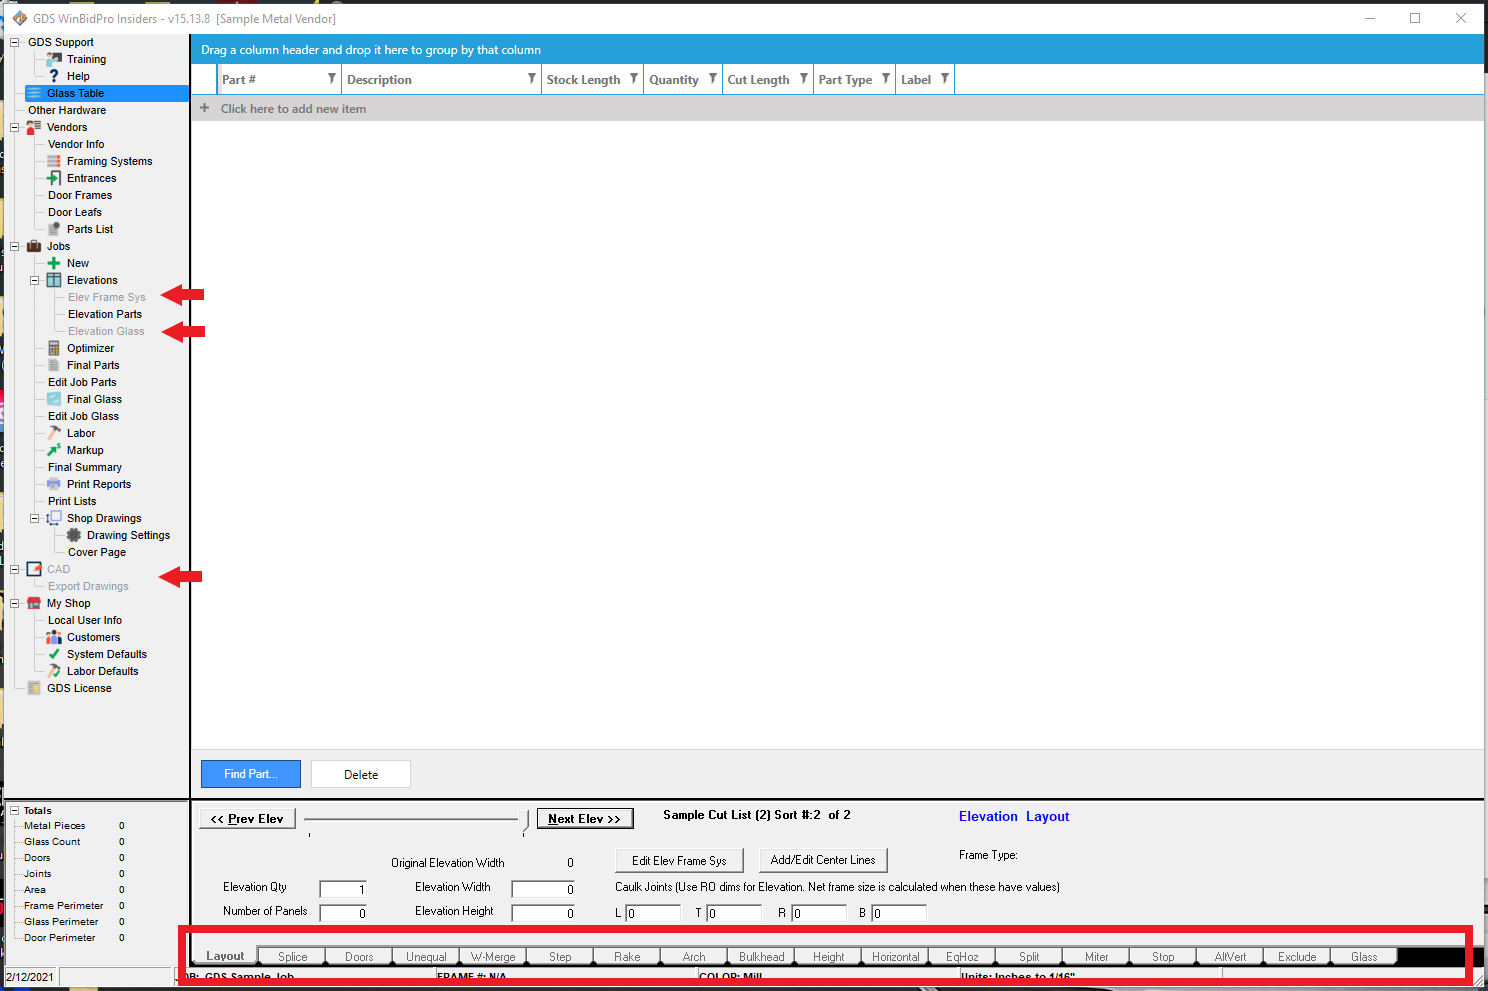 GDS WinBidPro Insiders - v15.13.8 [Sample Metal Vendor]
GDS Support
Training
Help
Glass Table
Other Hardware
Vendors
Vendor Info
Framing Systems
Entrances
Door Frames
Door Leafs
Parts List
Jobs
New
Elevations
Elev Frame Sys
Elevation Parts
Elevation Glass
Optimizer
Final Parts
Edit Job Parts
Final Glass
Edit Job Glass
Labor
Markup
Final Summary
Print Reports
Print Lists
Shop Drawings
Drawing Settings
Cover Page
CAD
Export Drawings
My Shop
Local User Info
Customers
System Defaults
Labor Defaults
GDS License
Drag a column header and drop it here to group by that column
Part # Description Stock Length Quantity Cut Length Part Type Label
+ Click here to add new item
Find Part... Delete
Totals
Metal Pieces 0
Glass Count 0
Doors 0
Joints 0
Area 0
Frame Perimeter 0
Glass Perimeter 0
Door Perimeter 0
<< Prev Elev Next Elev >> Sample Cut List (2) Sort #:2 of 2 Elevation Layout
Original Elevation Width 0 Edit Elev Frame Sys Add/Edit Center Lines Frame Type:
Elevation Qty 1 Elevation Width 0 Caulk Joints (Use RO dims for Elevation. Net frame size is calculated when these have values)
Number of Panels 0 Elevation Height 0 L 0 T 0 R 0 B 0
Layout Splice Doors Unequal W-Merge Step Rake Arch Bulkhead Height Horizontal EqHoz Split Miter Stop AltVert Exclude Glass
2/12/2021 OB: GDS Sample Job FRAME #: N/A COLOR: Mill Units: Inches to 1/16"